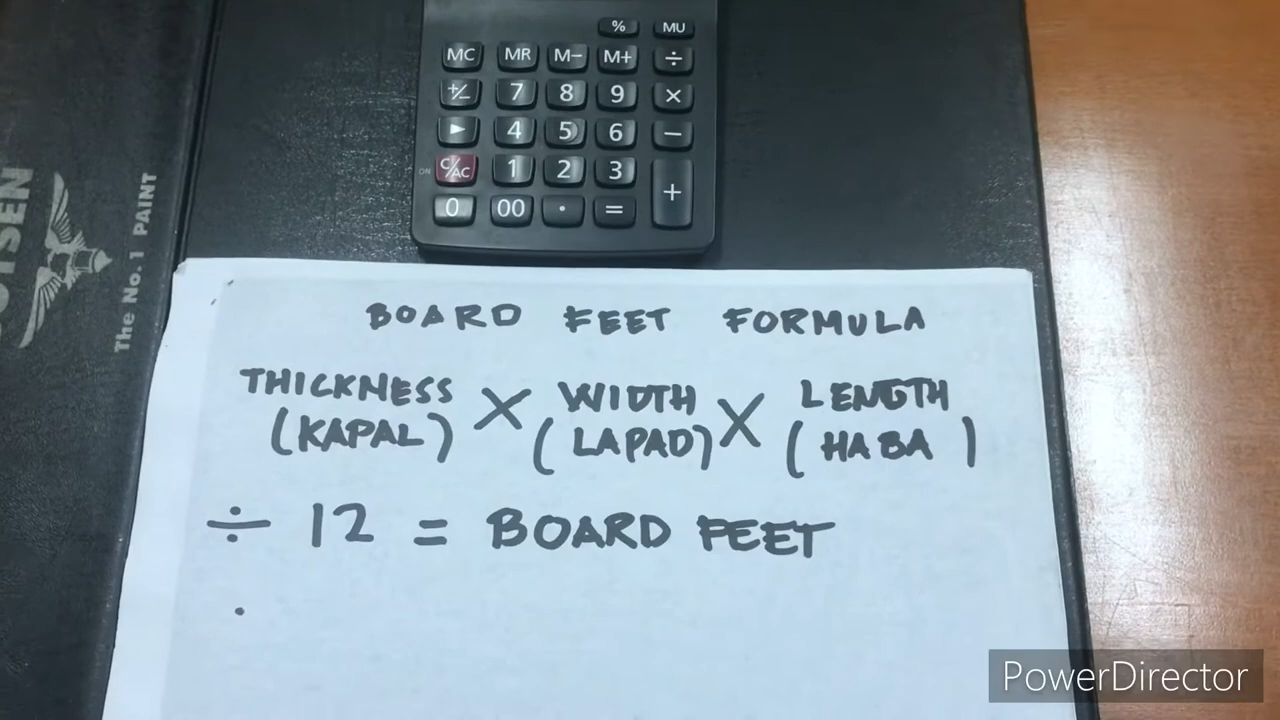 % MU
MC MR M- M+ ÷
+/- 7 8 9 ×
▶ 4 5 6 −
ON C/AC 1 2 3 +
0 00 . =
The No. 1 PAINT
BOARD FEET FORMULA
THICKNESS X WIDTH X LENGTH
(KAPAL) (LAPAD) (HABA)
÷ 12 = BOARD FEET
PowerDirector